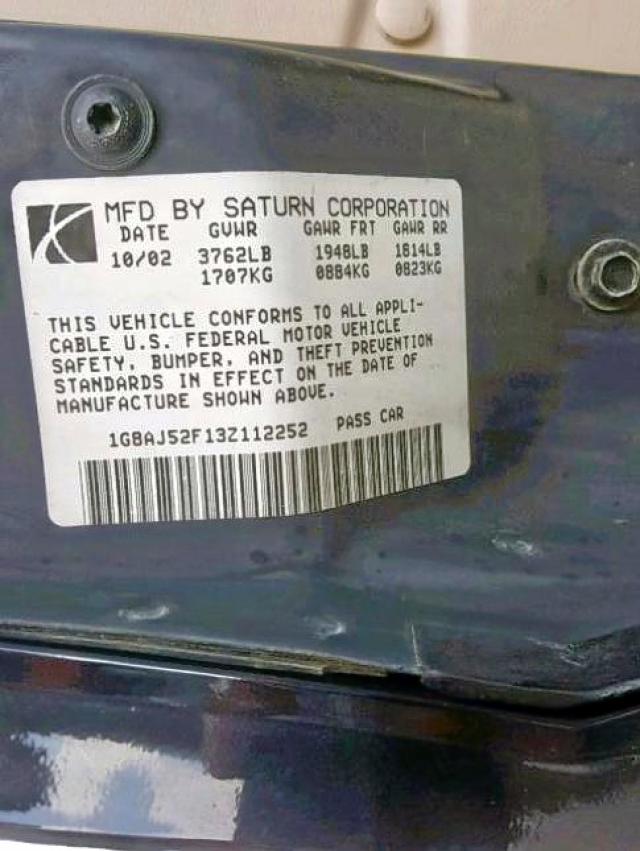 MFD BY SATURN CORPORATION
DATE GVWR GAWR FRT GAWR RR
10/02 3762LB 1948LB 1814LB
1707KG 0884KG 0823KG
THIS VEHICLE CONFORMS TO ALL APPLI-
CABLE U.S. FEDERAL MOTOR VEHICLE
SAFETY, BUMPER, AND THEFT PREVENTION
STANDARDS IN EFFECT ON THE DATE OF
MANUFACTURE SHOWN ABOVE.
1G8AJ52F13Z112252 PASS CAR